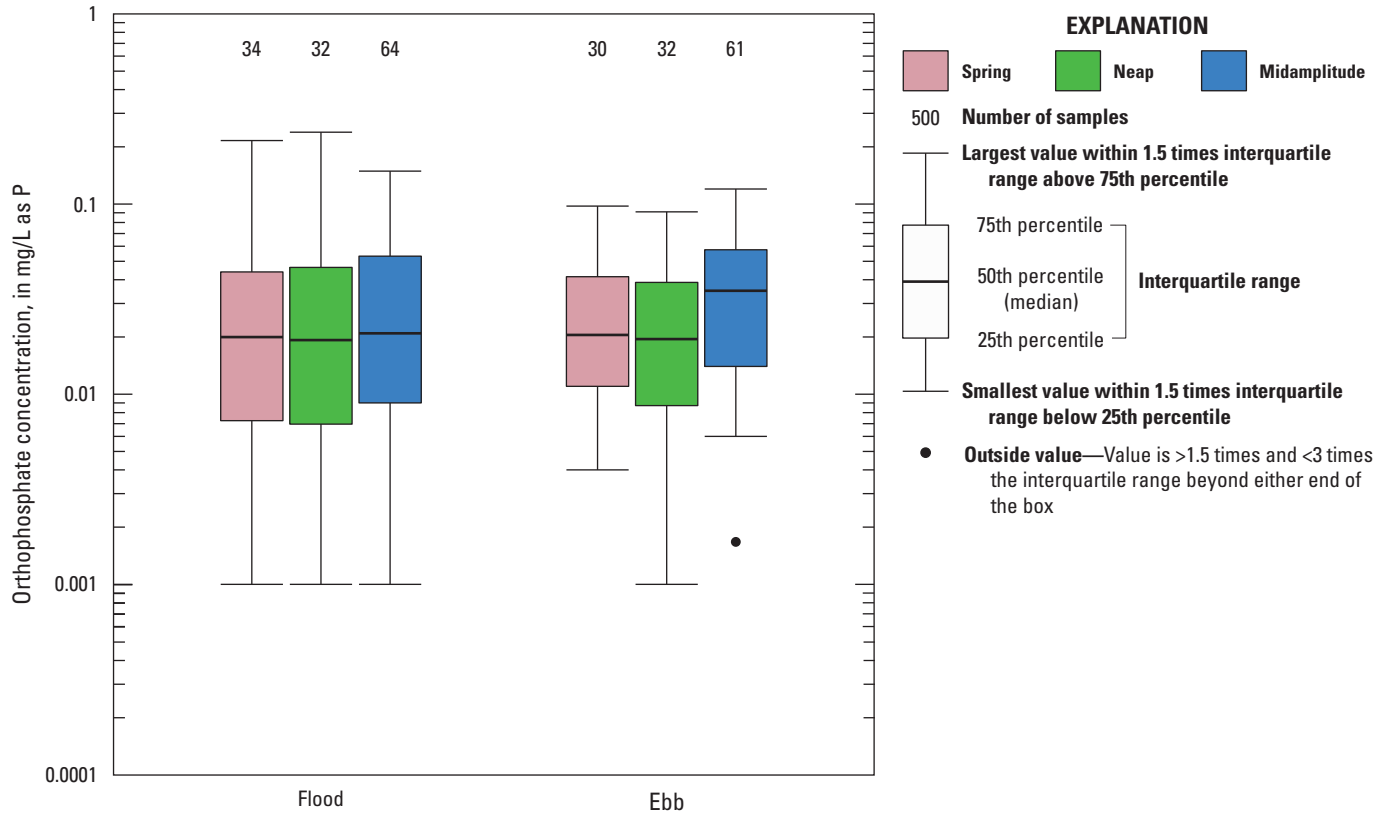 Orthophosphate concentration, in mg/L as P
1
0.1
0.01
0.001
0.0001
34 32 64 30 32 61
Flood Ebb
EXPLANATION
Spring Neap Midamplitude
500 Number of samples
Largest value within 1.5 times interquartile
range above 75th percentile
75th percentile
50th percentile
(median)
Interquartile range
25th percentile
Smallest value within 1.5 times interquartile
range below 25th percentile
Outside value—Value is >1.5 times and <3 times
the interquartile range beyond either end of
the box